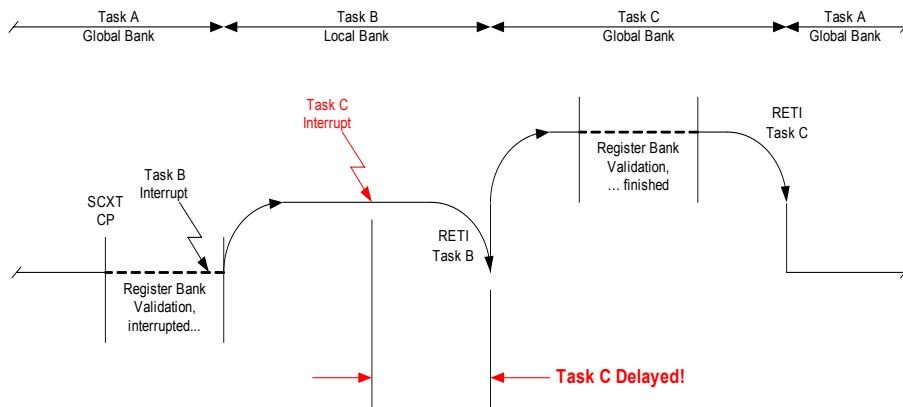 Task A
Global Bank
Task B
Local Bank
Task C
Global Bank
Task A
Global Bank
Task C
Interrupt
RETI
Task C
Register Bank
Validation,
... finished
Task B
Interrupt
SCXT
CP
RETI
Task B
Register Bank
Validation,
interrupted...
Task C Delayed!